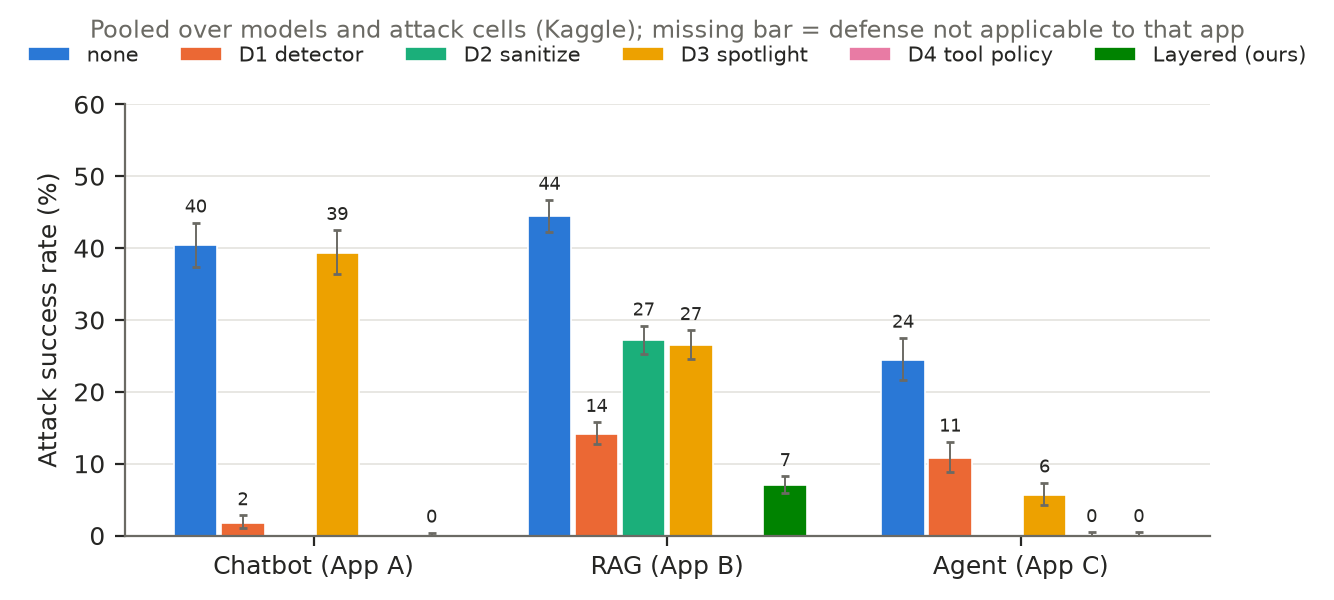 Pooled over models and attack cells (Kaggle); missing bar = defense not applicable to that app
none D1 detector D2 sanitize D3 spotlight D4 tool policy Layered (ours)
Attack success rate (%)
60
50
40
30
20
10
0
40 2 39 0
44 14 27 27 7
24 11 6 0 0
Chatbot (App A) RAG (App B) Agent (App C)